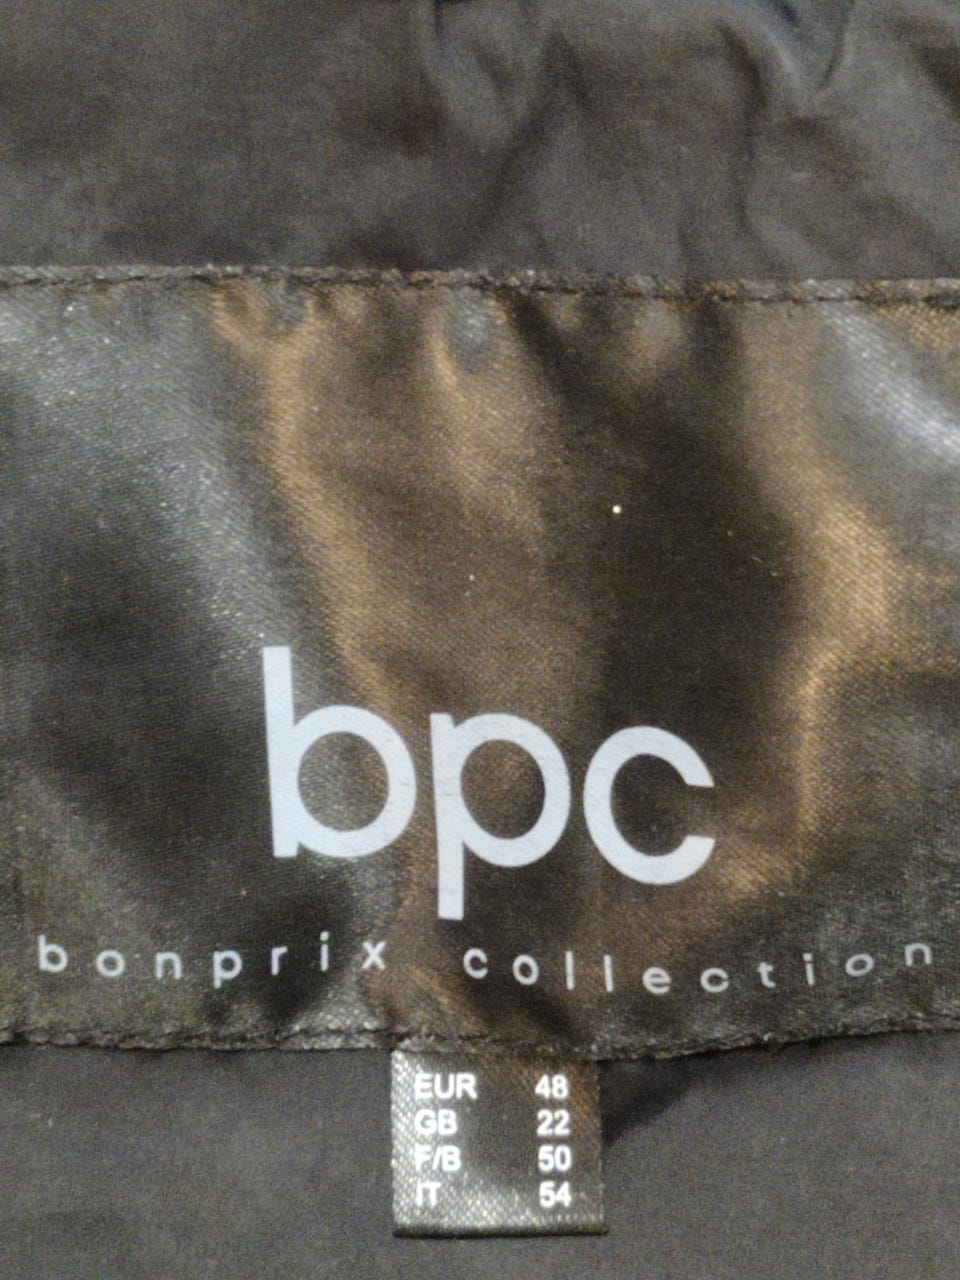 bpc
bonprix collection
EUR 48
GB 22
F/B 50
IT 54